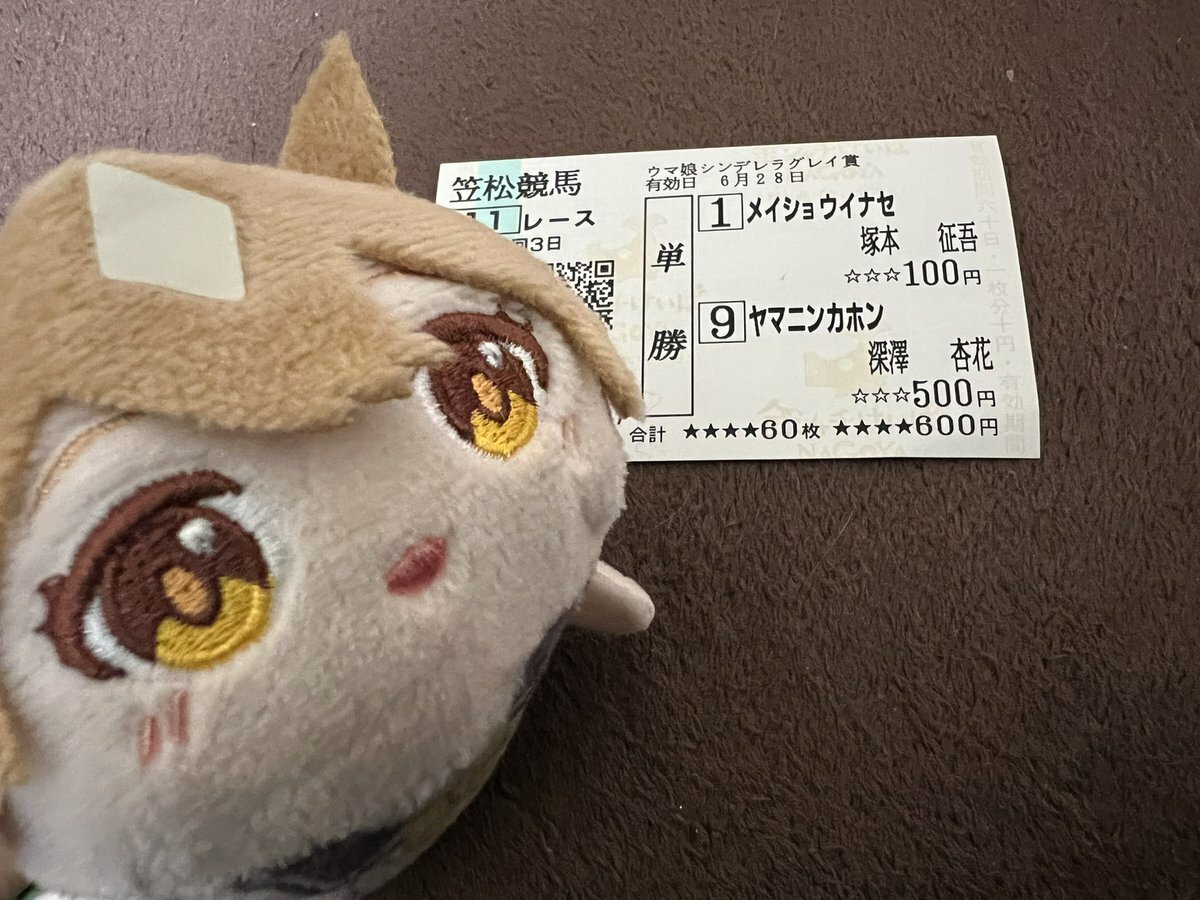 笠松競馬
ウマ娘シンデレラグレイ賞
有効日 6月28日
11レース
回3日
単勝
1 メイショウイナセ
塚本 征吾
☆☆☆100円
9 ヤマニンカホン
深澤 杏花
☆☆☆500円
合計 ★★★★60枚 ★★★★600円